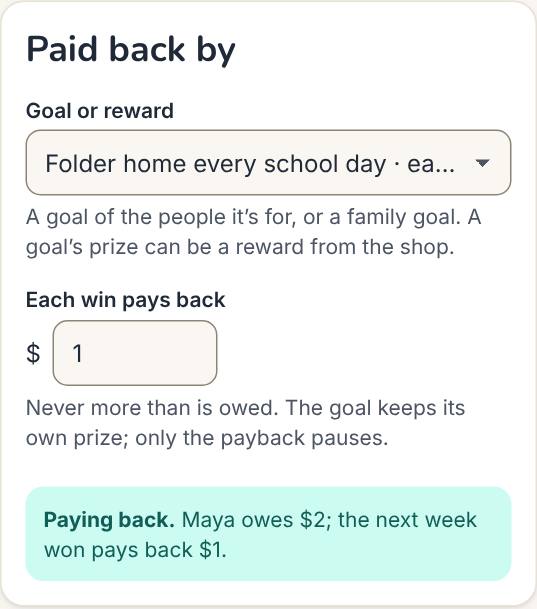 Paid back by
Goal or reward
Folder home every school day · ea...
A goal of the people it’s for, or a family goal. A
goal’s prize can be a reward from the shop.
Each win pays back
$ 1
Never more than is owed. The goal keeps its
own prize; only the payback pauses.
Paying back. Maya owes $2; the next week
won pays back $1.